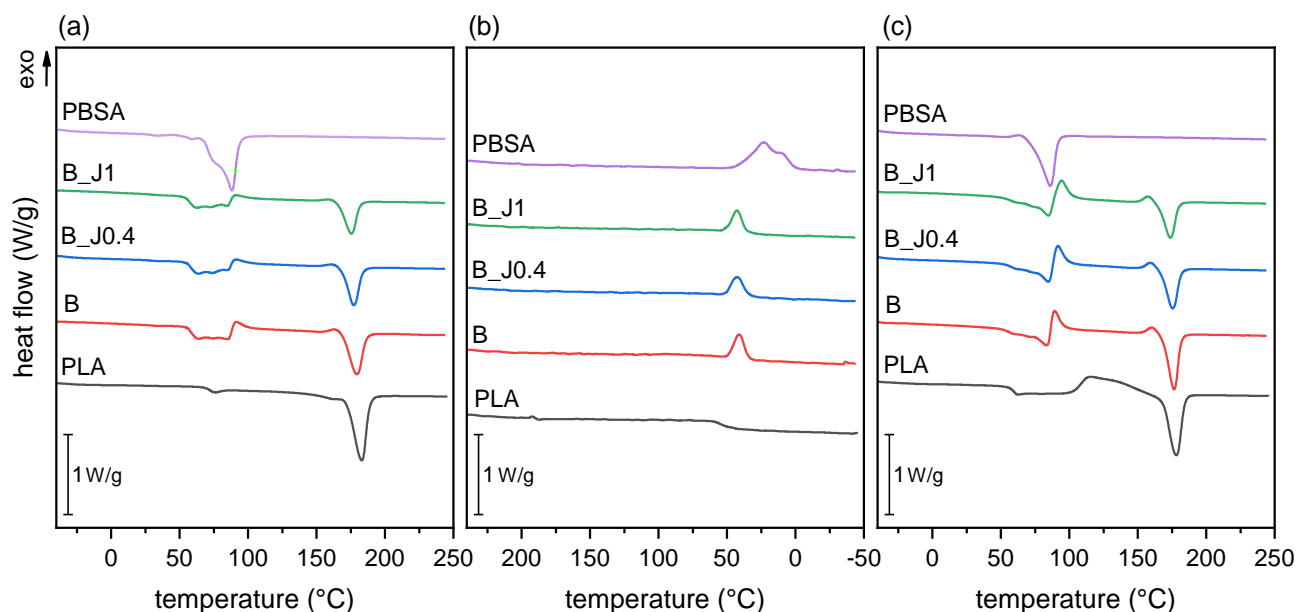 (a)
(b)
(c)
exo
heat flow (W/g)
PBSA
B_J1
B_J0.4
B
PLA
1 W/g
0 50 100 150 200 250
temperature (°C)
PBSA
B_J1
B_J0.4
B
PLA
1 W/g
200 150 100 50 0 -50
temperature (°C)
PBSA
B_J1
B_J0.4
B
PLA
1 W/g
0 50 100 150 200 250
temperature (°C)